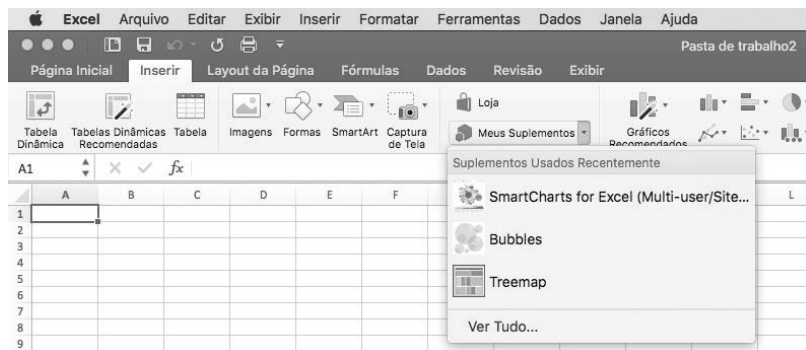 Excel Arquivo Editar Exibir Inserir Formatar Ferramentas Dados Janela Ajuda
Pasta de trabalho2
Página Inicial Inserir Layout da Página Fórmulas Dados Revisão Exibir
Loja
Tabela Dinâmica
Tabelas Dinâmicas Recomendadas
Tabela
Imagens
Formas
SmartArt
Captura de Tela
Meus Suplementos
Gráficos Recomendados
A1 fx
Suplementos Usados Recentemente
A B C D E F L
SmartCharts for Excel (Multi-user/Site...
Bubbles
Treemap
Ver Tudo...
1
2
3
4
5
6
7
8
9